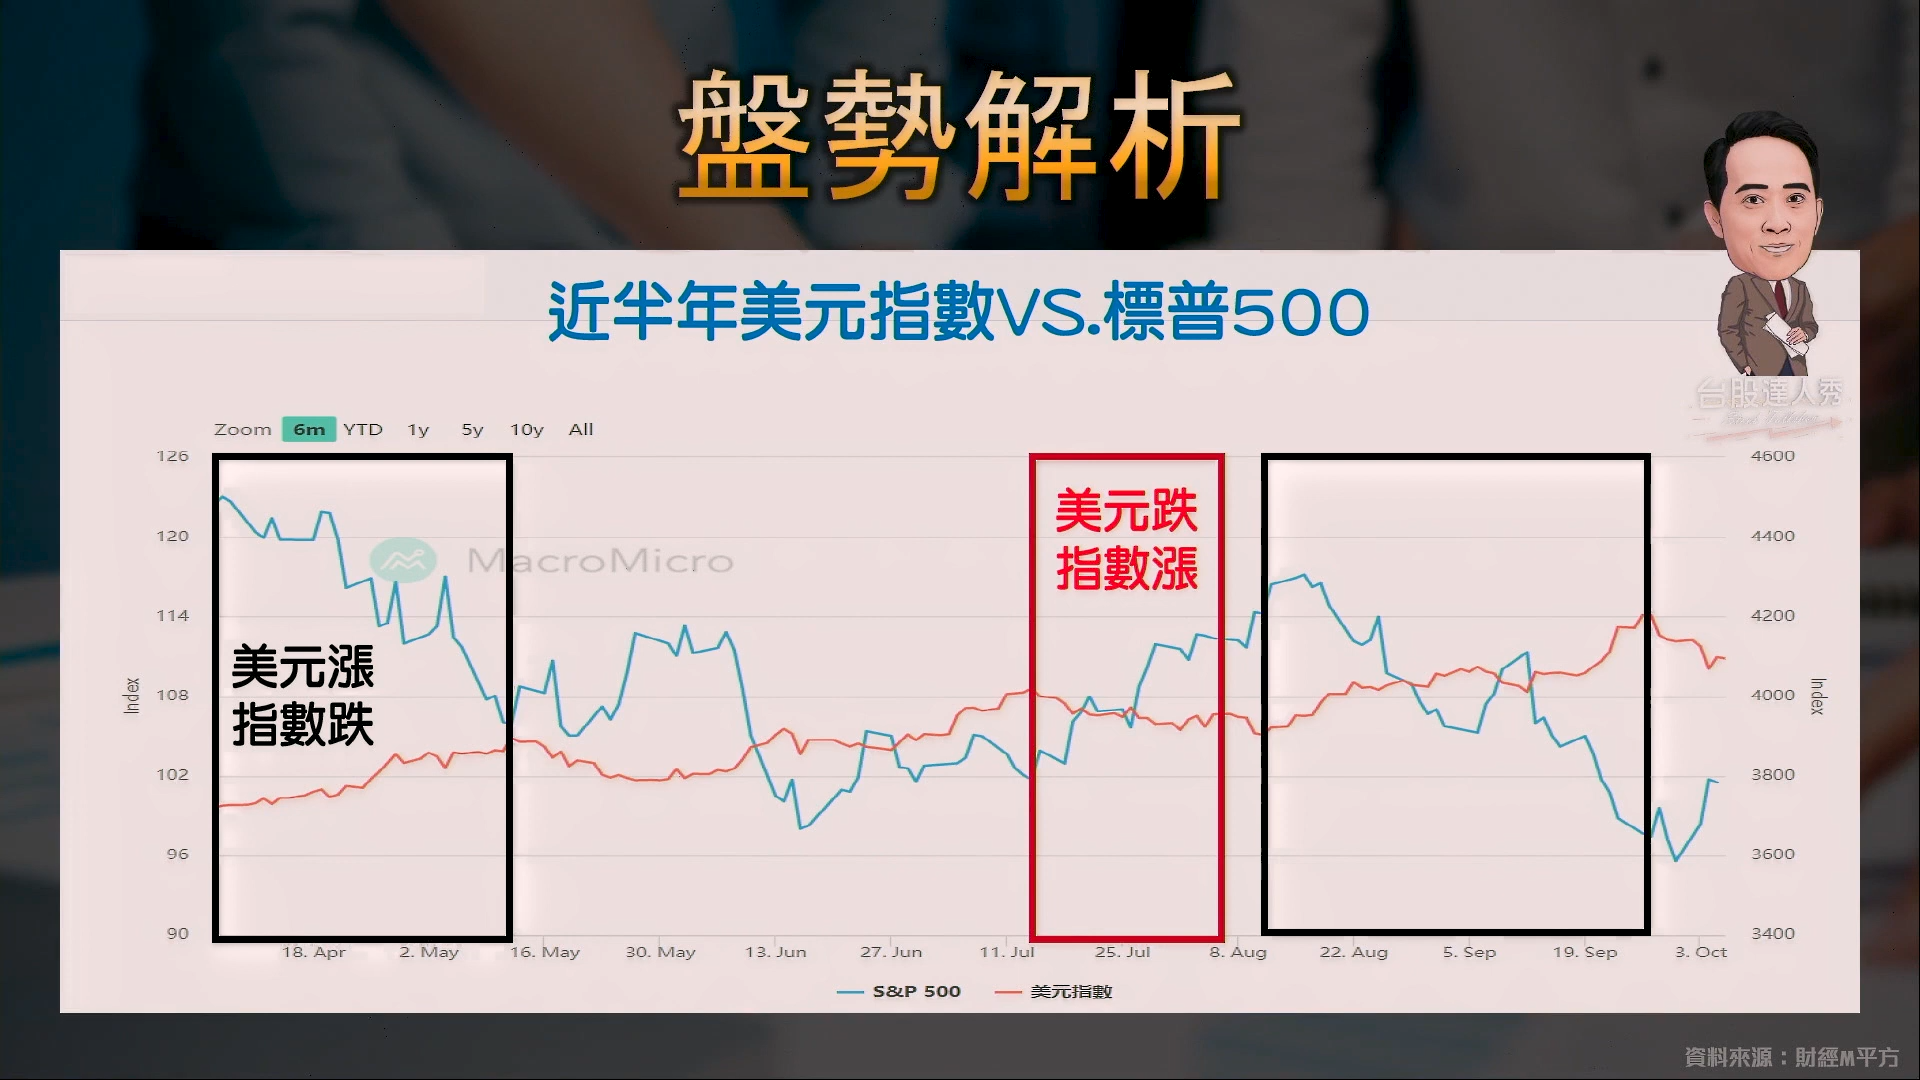 盤勢解析
近半年美元指數VS.標普500
台股達人秀
Zoom 6m YTD 1y 5y 10y All
126 4600
120 4400
114 4200
108 4000
102 3800
96 3600
90 3400
Index
Index
MacroMicro
美元漲
指數跌
美元跌
指數漲
18. Apr 2. May 16. May 30. May 13. Jun 27. Jun 11. Jul 25. Jul 8. Aug 22. Aug 5. Sep 19. Sep 3. Oct
S&P 500 美元指數
資料來源:財經M平方